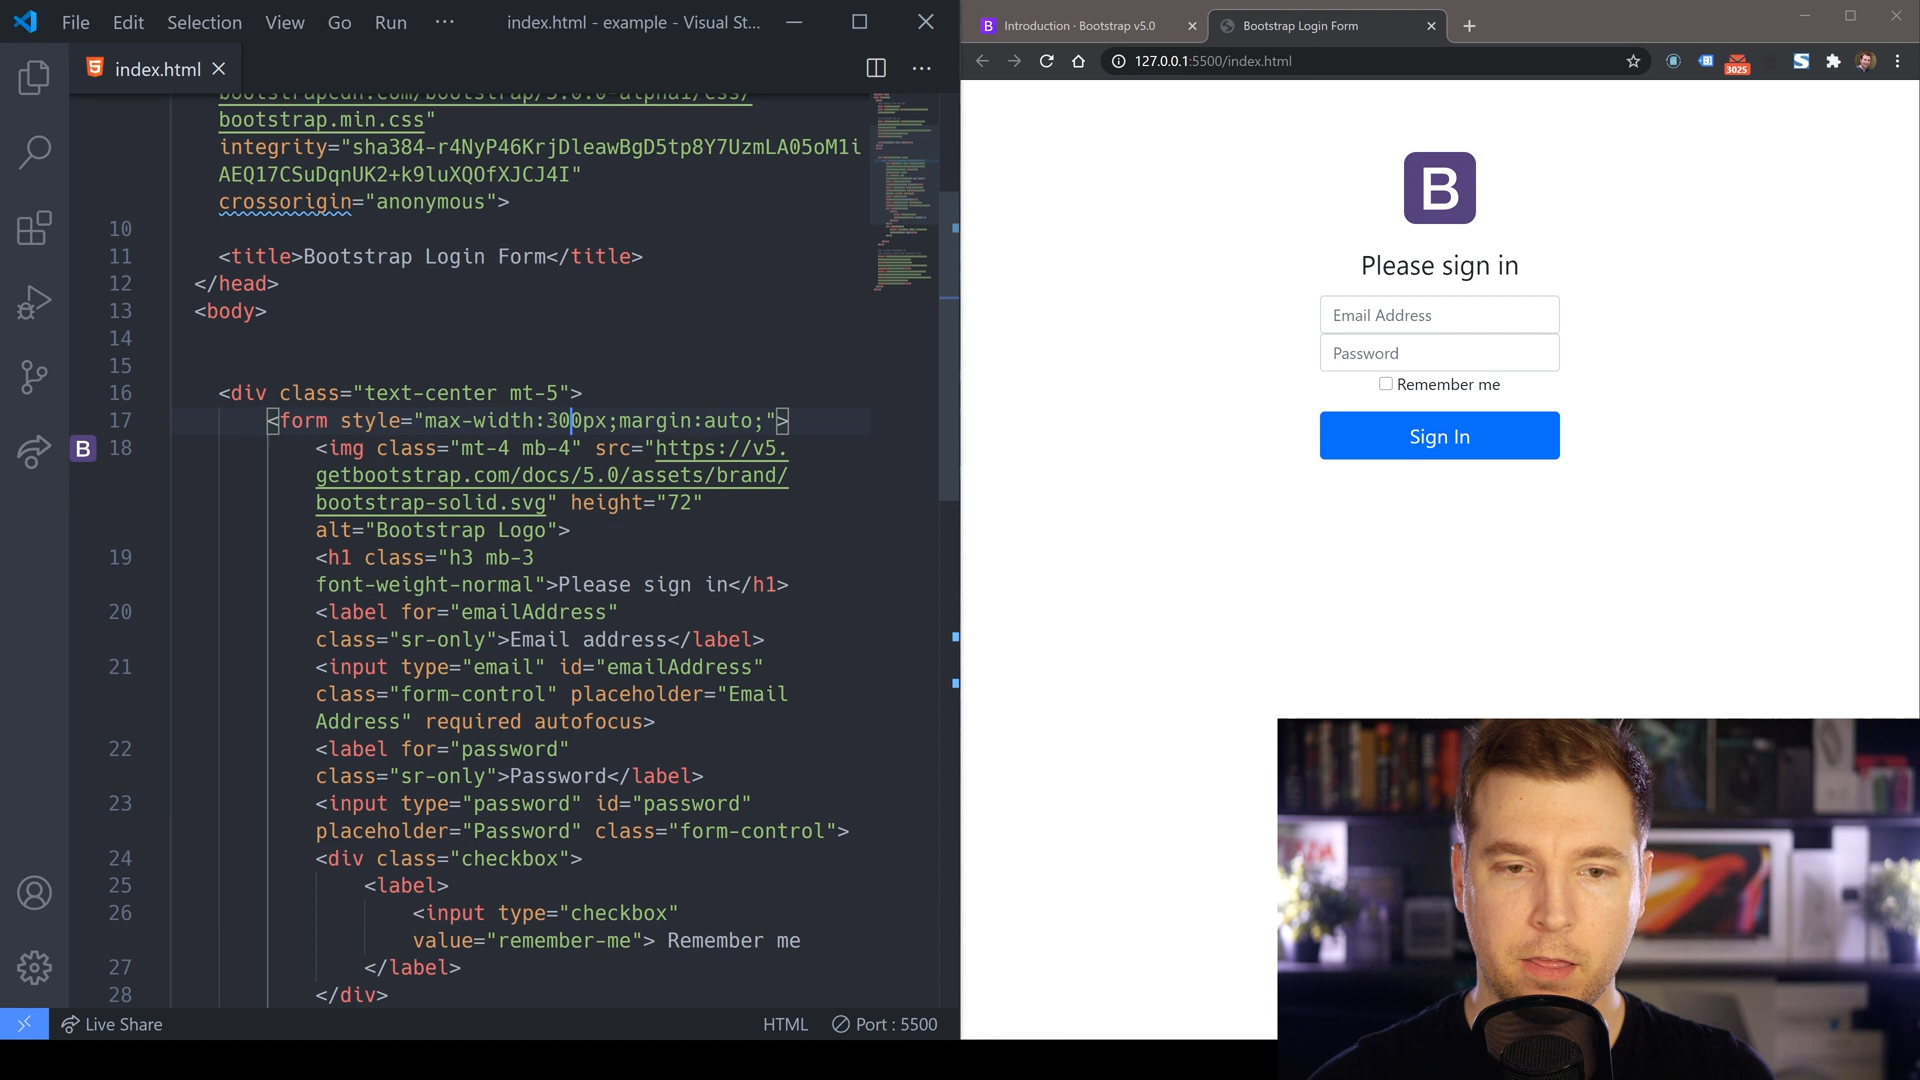 File Edit Selection View Go Run ··· index.html - example - Visual St...
index.html
bootstrapcdn.com/bootstrap/5.0.0-alpha1/css/
bootstrap.min.css"
integrity="sha384-r4NyP46KrjDleawBgD5tp8Y7UzmLA05oM1i
AEQ17CSuDqnUK2+k9luXQOfXJCJ4I"
crossorigin="anonymous">
10
11 <title>Bootstrap Login Form</title>
12 </head>
13 <body>
14
15
16 <div class="text-center mt-5">
17 <form style="max-width:300px;margin:auto;">
B 18 <img class="mt-4 mb-4" src="https://v5.
getbootstrap.com/docs/5.0/assets/brand/
bootstrap-solid.svg" height="72"
alt="Bootstrap Logo">
19 <h1 class="h3 mb-3
font-weight-normal">Please sign in</h1>
20 <label for="emailAddress"
class="sr-only">Email address</label>
21 <input type="email" id="emailAddress"
class="form-control" placeholder="Email
Address" required autofocus>
22 <label for="password"
class="sr-only">Password</label>
23 <input type="password" id="password"
placeholder="Password" class="form-control">
24 <div class="checkbox">
25 <label>
26 <input type="checkbox"
value="remember-me"> Remember me
27 </label>
28 </div>
Live Share HTML Port : 5500
B Introduction · Bootstrap v5.0 Bootstrap Login Form
127.0.0.1:5500/index.html
3025
B
Please sign in
Email Address
Password
Remember me
Sign In